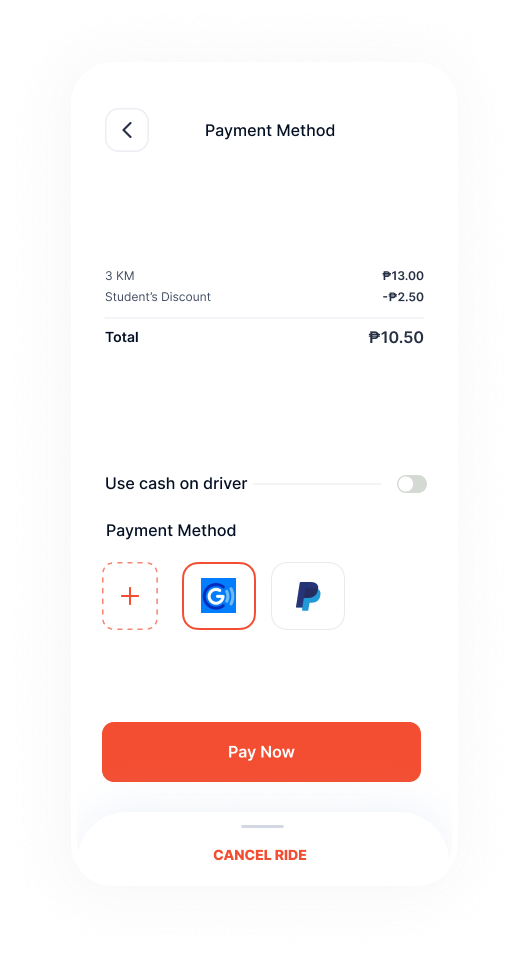 Payment Method
3 KM ₱13.00
Student’s Discount -₱2.50
Total ₱10.50
Use cash on driver
Payment Method
G
Pay Now
CANCEL RIDE